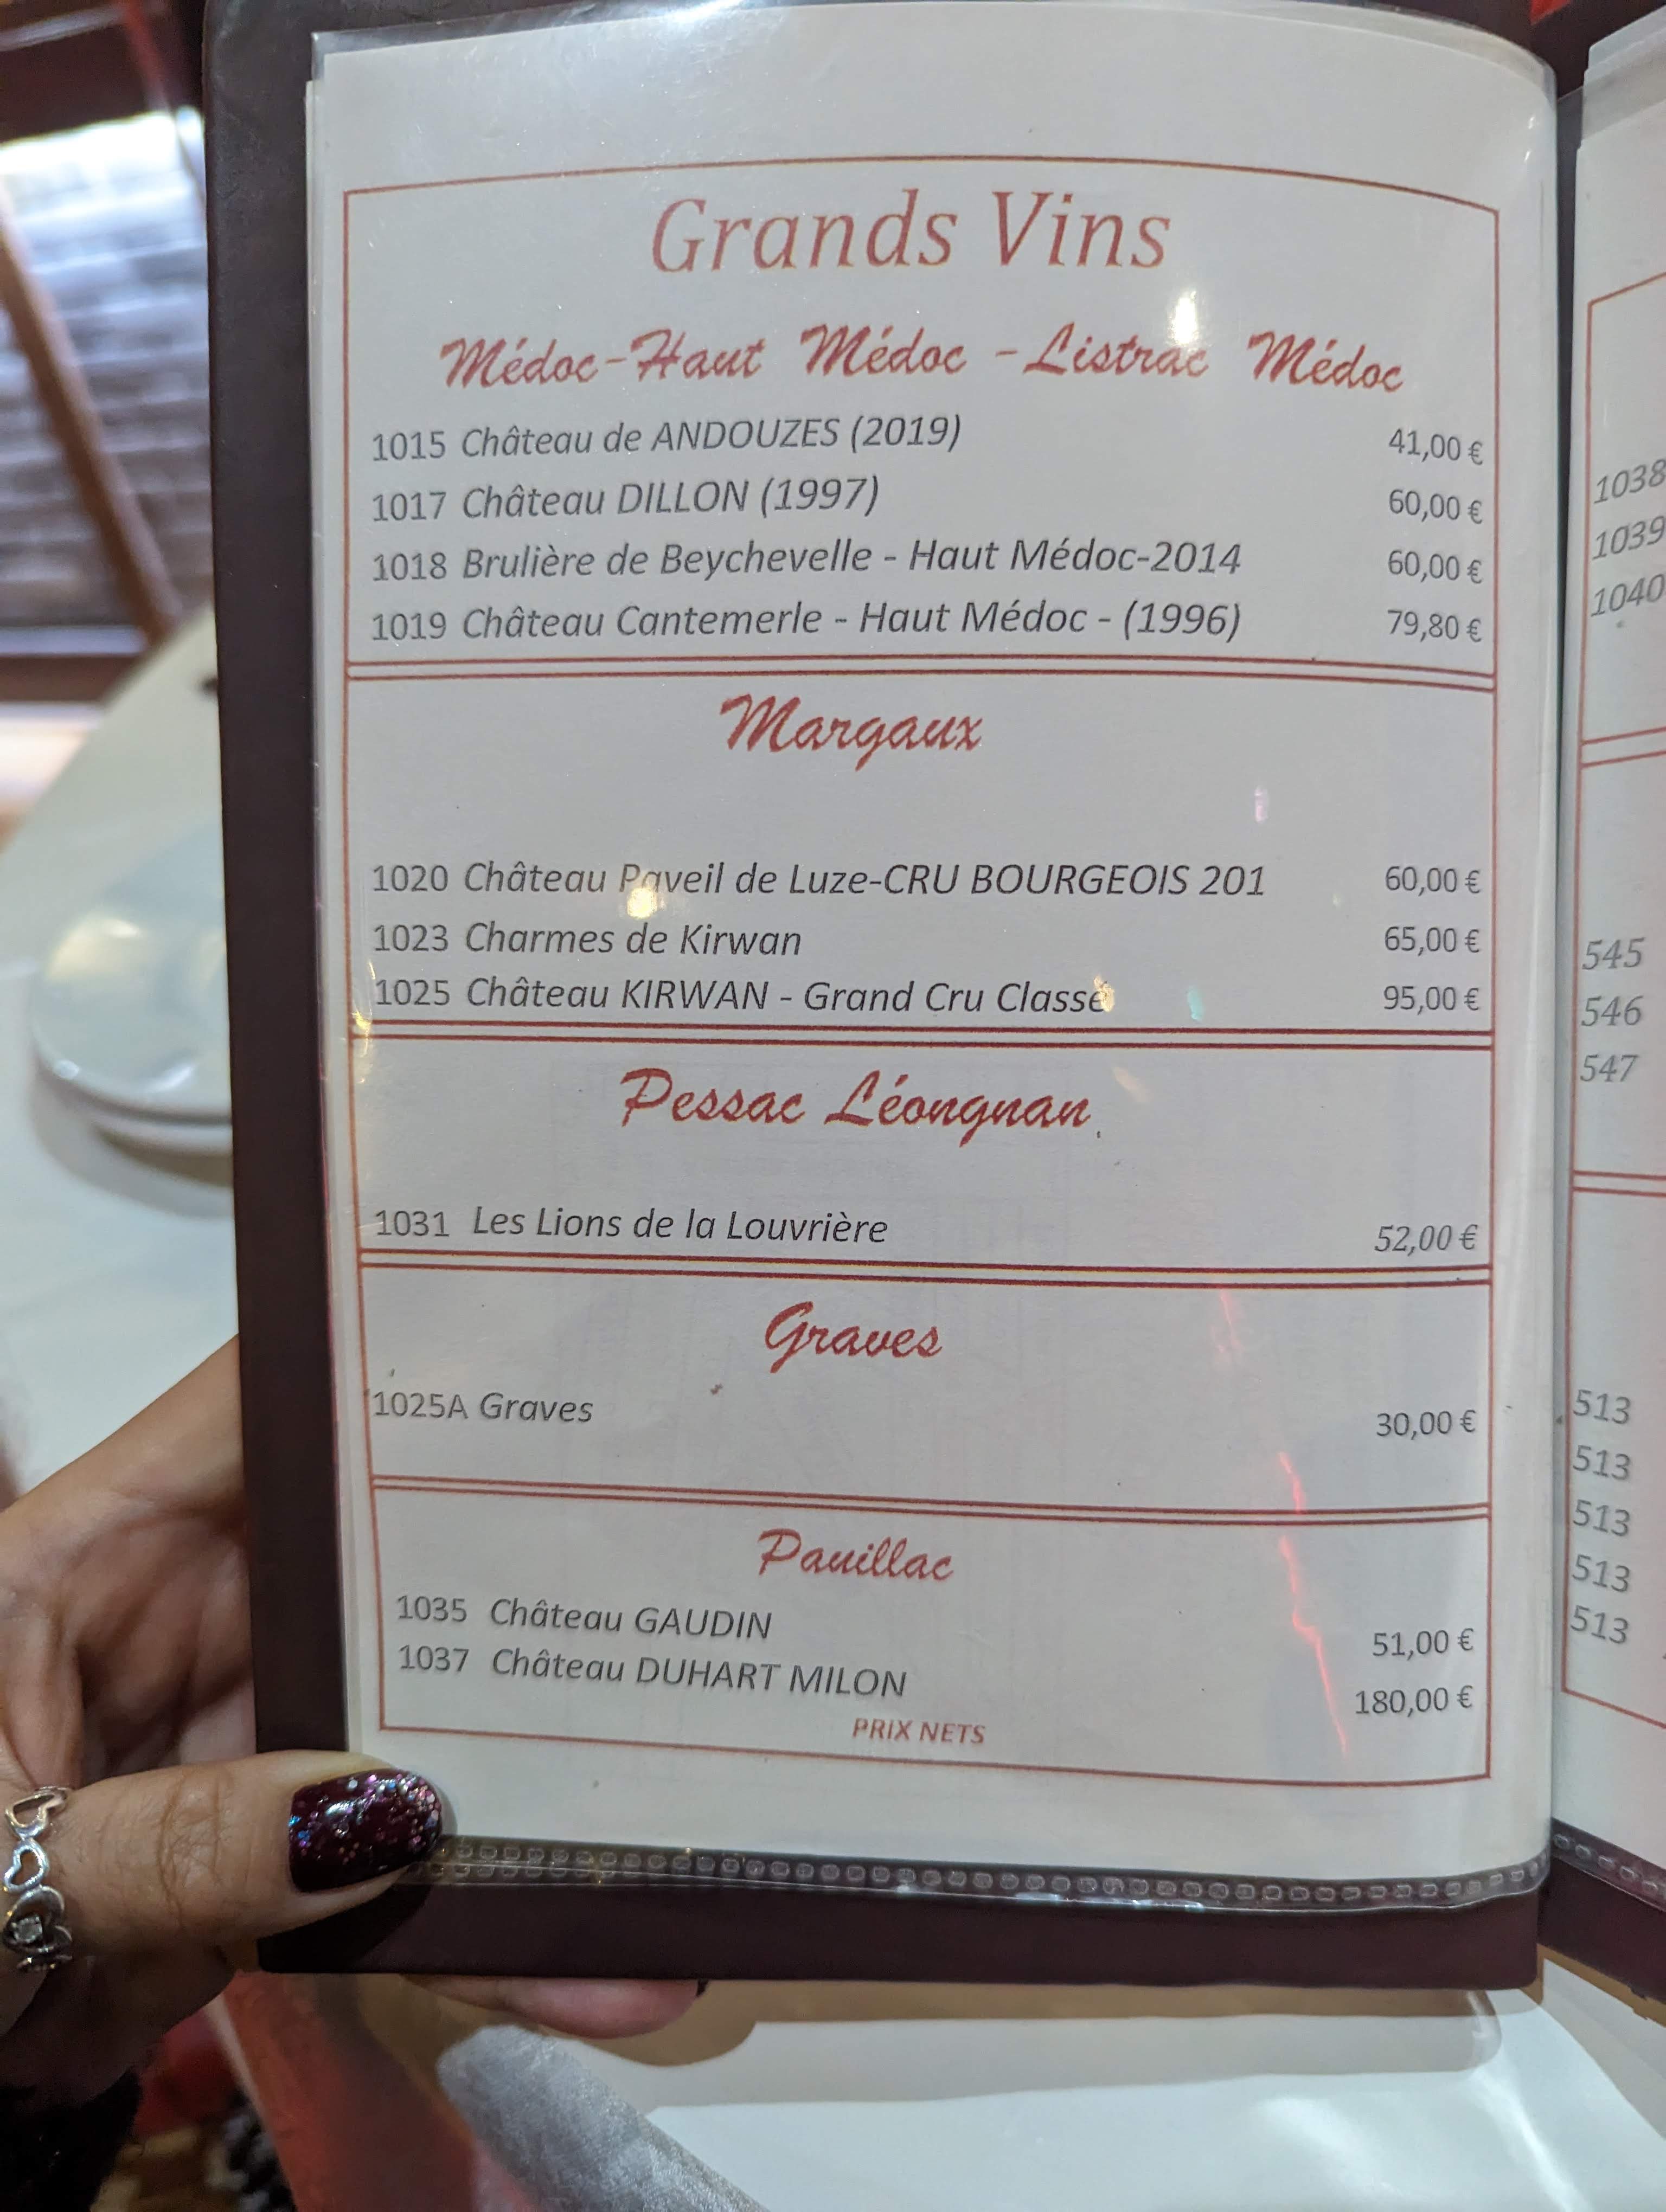 Grands Vins
Médoc-Haut Médoc - Listrac Médoc
1015 Château de ANDOUZES (2019) 41,00 €
1017 Château DILLON (1997) 60,00 €
1018 Brulière de Beychevelle - Haut Médoc-2014 60,00 €
1019 Château Cantemerle - Haut Médoc - (1996) 79,80 €
Margaux
1020 Château Paveil de Luze-CRU BOURGEOIS 201 60,00 €
1023 Charmes de Kirwan 65,00 €
1025 Château KIRWAN - Grand Cru Classé 95,00 €
Pessac Léongnan
1031 Les Lions de la Louvrière 52,00 €
Graves
1025A Graves 30,00 €
Pauillac
1035 Château GAUDIN 51,00 €
1037 Château DUHART MILON 180,00 €
PRIX NETS
1038
1039
1040
545
546
547
513
513
513
513
513